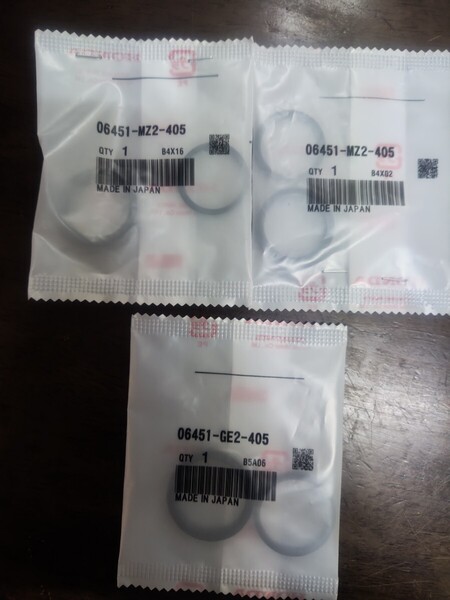 06451-MZ2-405
QTY 1 B4X16
MADE IN JAPAN
06451-MZ2-405
QTY 1 B4X02
MADE IN JAPAN
06451-GE2-405
QTY 1 B5A06
MADE IN JAPAN